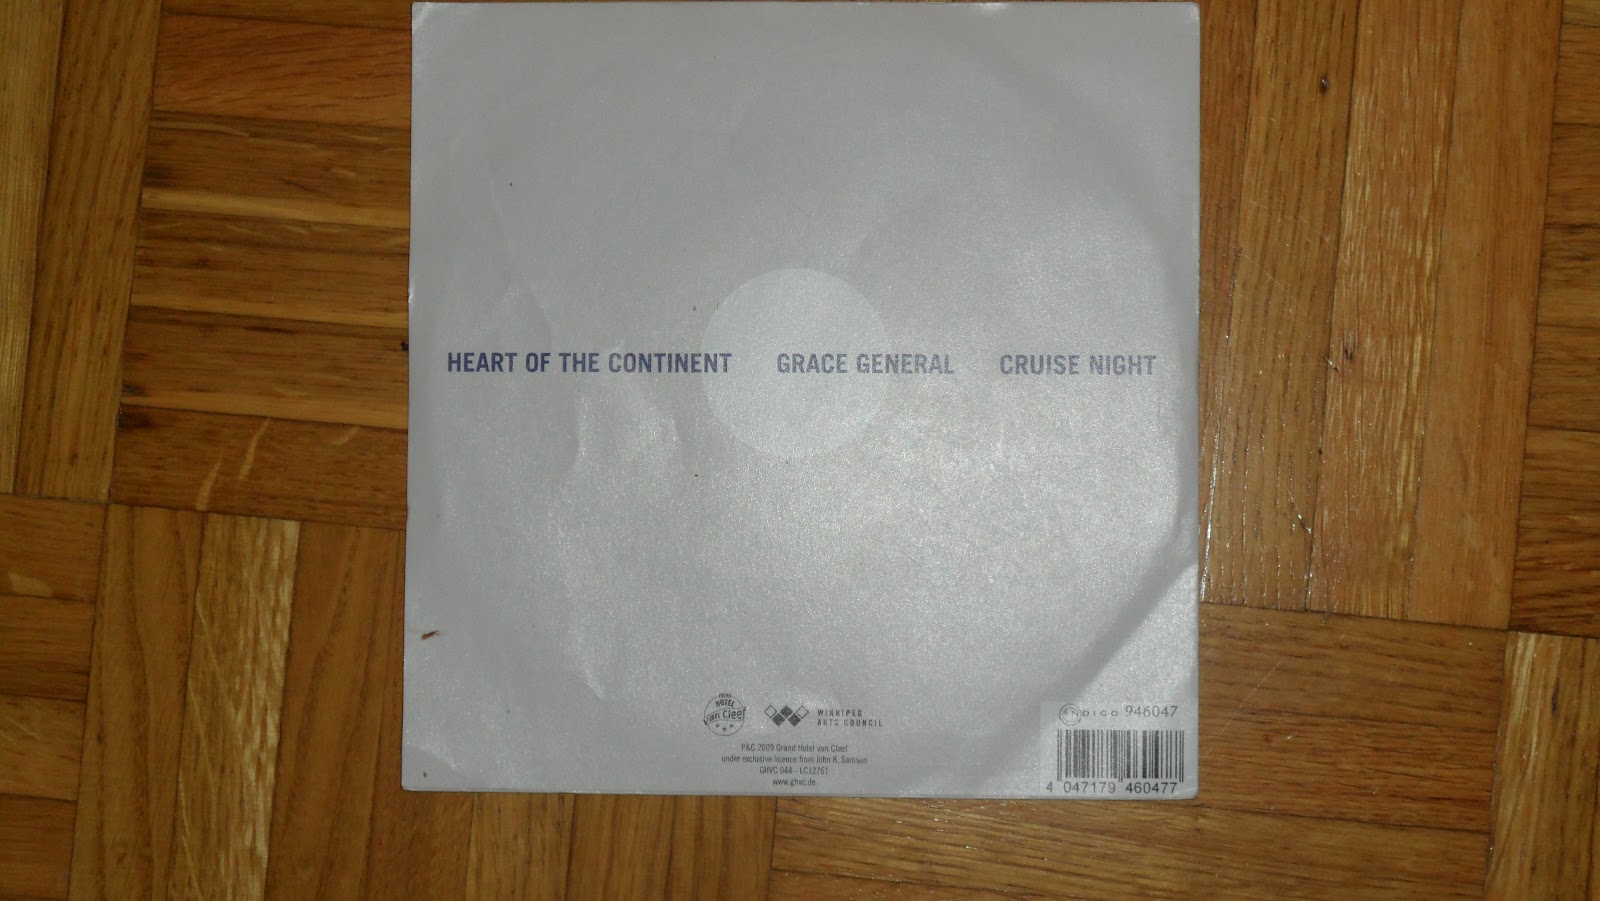 HEART OF THE CONTINENT GRACE GENERAL CRUISE NIGHT
HOTEL
van Cleef
WINNIPEG
ARTS COUNCIL
P&C 2009 Grand Hotel van Cleef
under exclusive licence from John K. Samson
GHVC 044 - LC12761
www.ghvc.de
INDIGO 946047
4 047179 460477